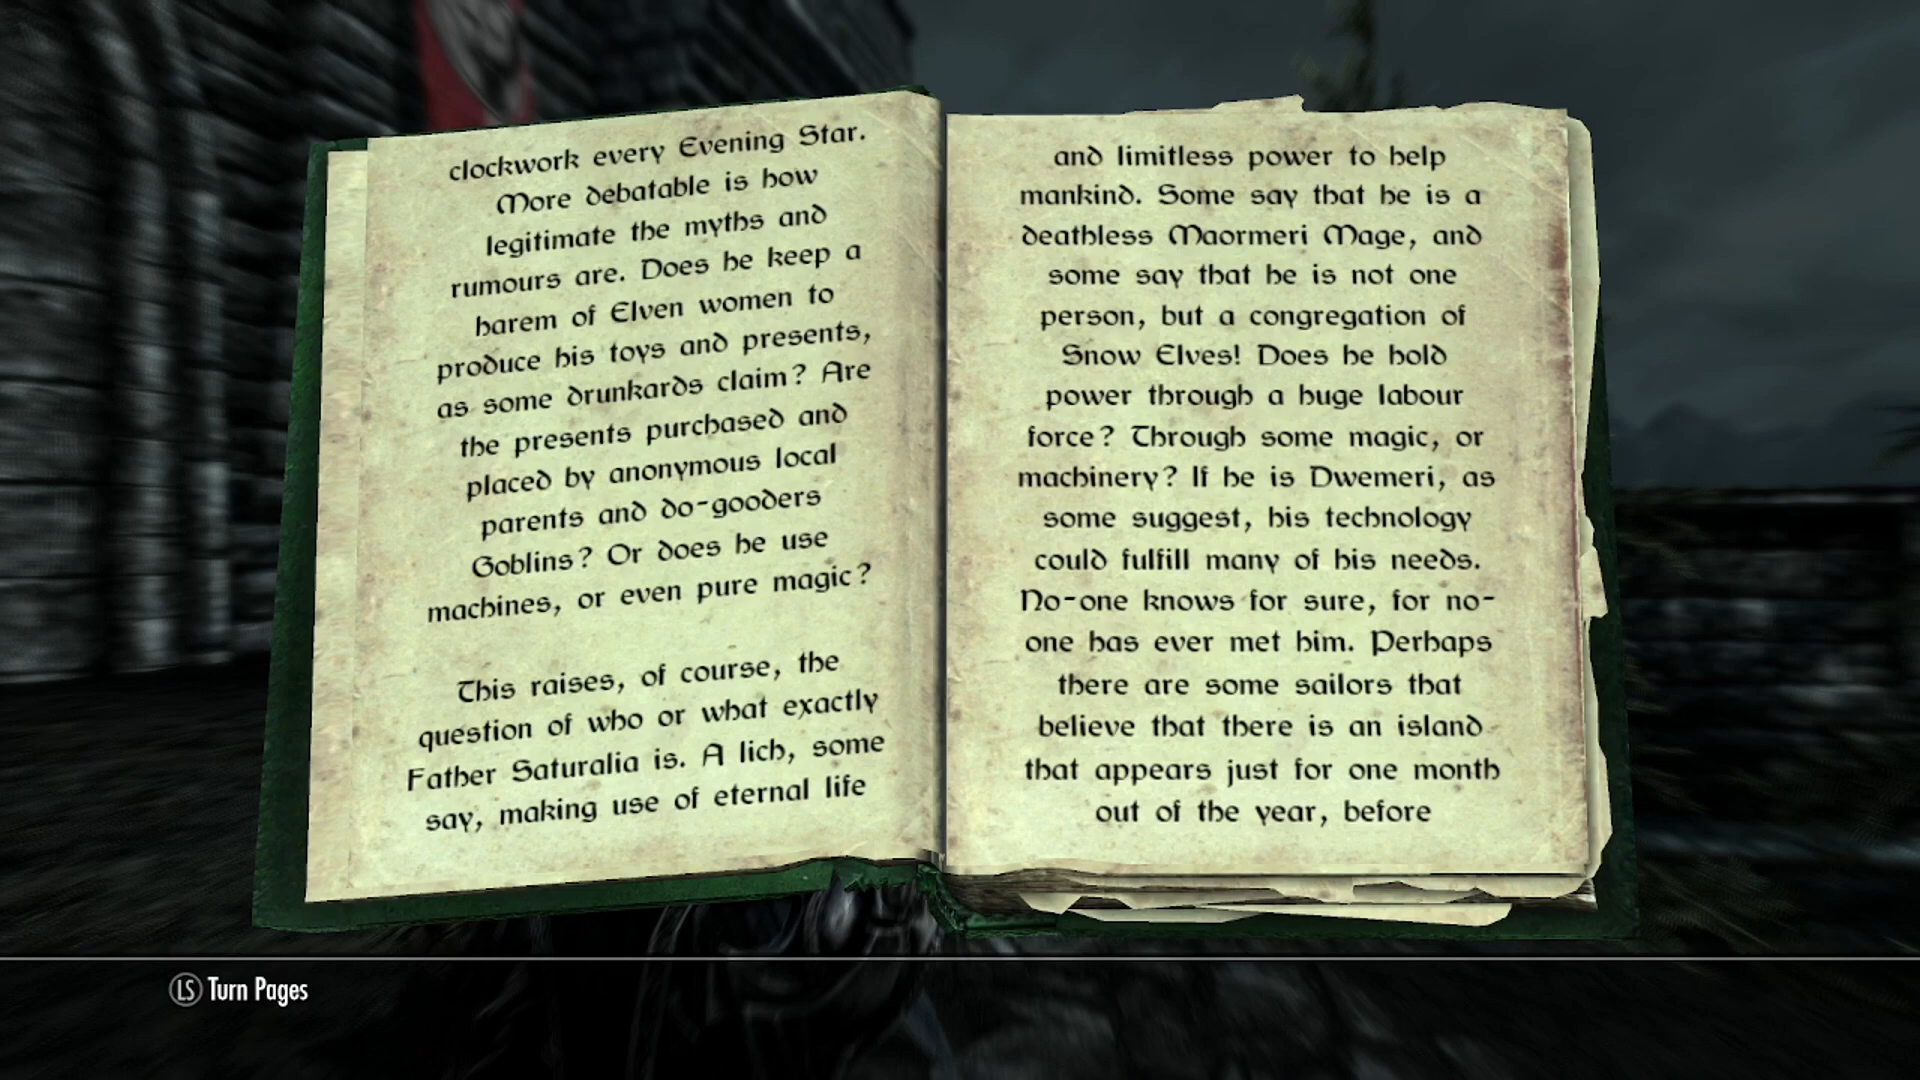 clockwork every Evening Star.
More debatable is how
legitimate the myths and
rumours are. Does he keep a
harem of Elven women to
produce his toys and presents,
as some drunkards claim? Are
the presents purchased and
placed by anonymous local
parents and do-gooders
Goblins? Or does he use
machines, or even pure magic?
This raises, of course, the
question of who or what exactly
Father Saturalia is. A lich, some
say, making use of eternal life
and limitless power to help
mankind. Some say that he is a
deathless Maormeri Mage, and
some say that he is not one
person, but a congregation of
Snow Elves! Does he hold
power through a huge labour
force? Through some magic, or
machinery? If he is Dwemeri, as
some suggest, his technology
could fulfill many of his needs.
No-one knows for sure, for no-
one has ever met him. Perhaps
there are some sailors that
believe that there is an island
that appears just for one month
out of the year, before
LS Turn Pages